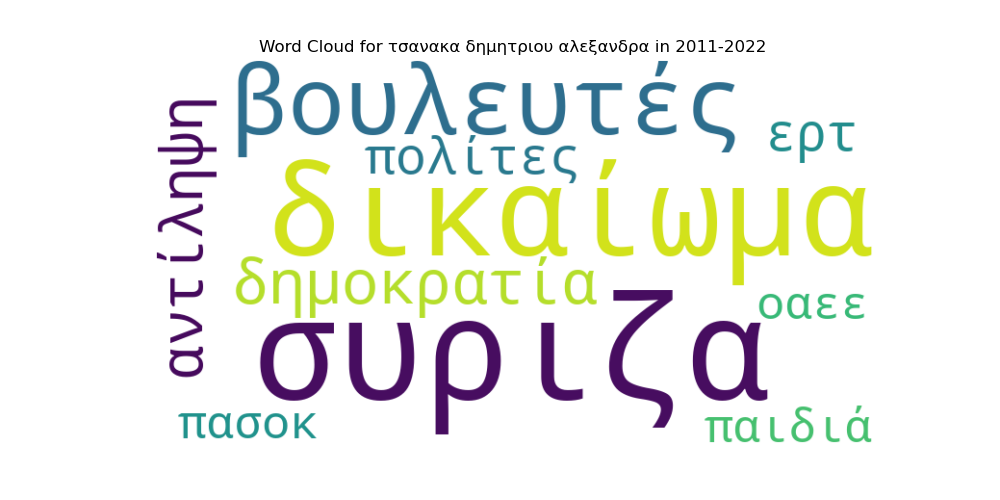 Word Cloud for τσανακα δημητριου αλεξανδρα in 2011-2022
βουλευτές
ερτ
πολίτες
αντίληψη
δικαίωμα
δημοκρατία
οαεε
συριζα
πασοκ
παιδιά